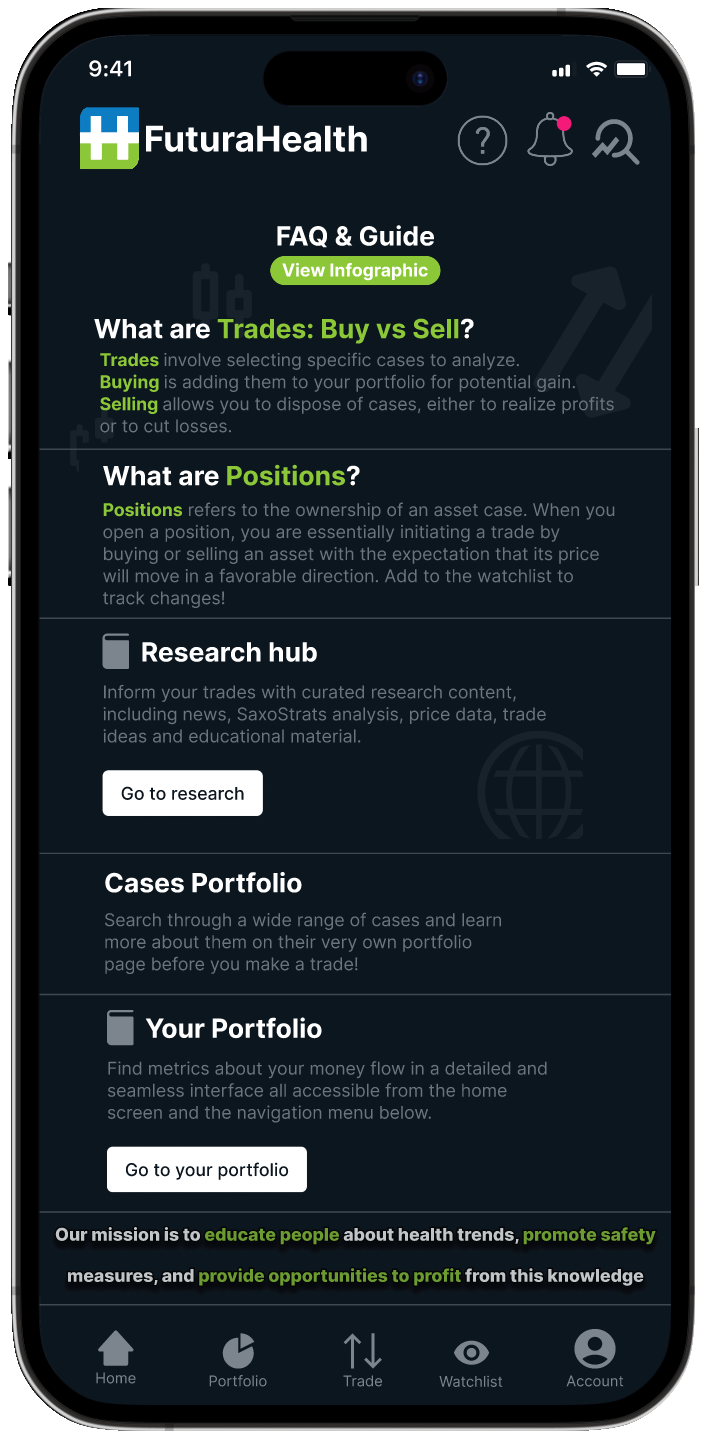 9:41
FuturaHealth
?
FAQ & Guide
View Infographic
What are Trades: Buy vs Sell?
Trades involve selecting specific cases to analyze.
Buying is adding them to your portfolio for potential gain.
Selling allows you to dispose of cases, either to realize profits
or to cut losses.
What are Positions?
Positions refers to the ownership of an asset case. When you
open a position, you are essentially initiating a trade by
buying or selling an asset with the expectation that its price
will move in a favorable direction. Add to the watchlist to
track changes!
Research hub
Inform your trades with curated research content,
including news, SaxoStrats analysis, price data, trade
ideas and educational material.
Go to research
Cases Portfolio
Search through a wide range of cases and learn
more about them on their very own portfolio
page before you make a trade!
Your Portfolio
Find metrics about your money flow in a detailed and
seamless interface all accessible from the home
screen and the navigation menu below.
Go to your portfolio
Our mission is to educate people about health trends, promote safety
measures, and provide opportunities to profit from this knowledge
Home Portfolio Trade Watchlist Account